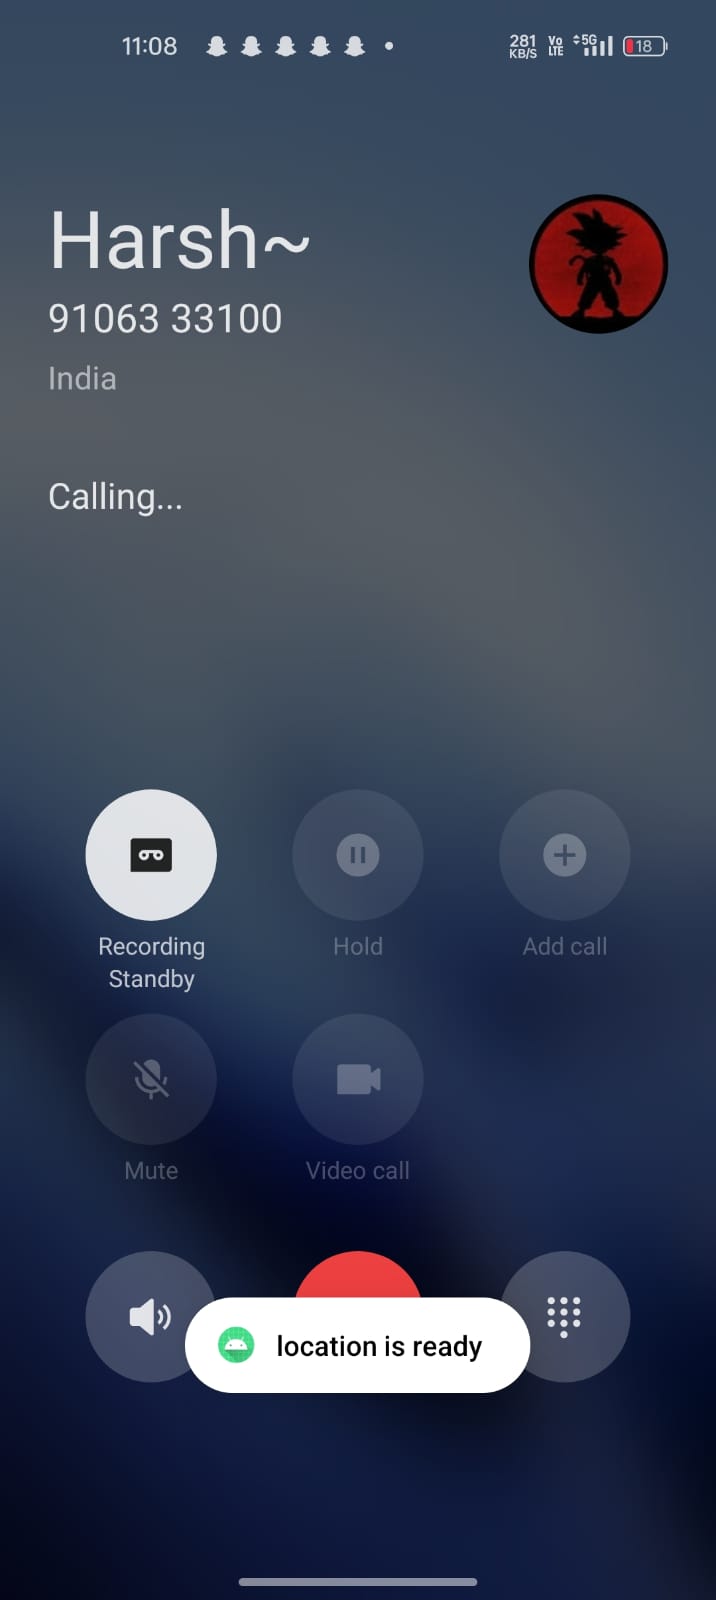 11:08
281 KB/S
Vo LTE
5G
18
Harsh~
91063 33100
India
Calling...
Recording
Standby
Hold
Add call
Mute
Video call
location is ready